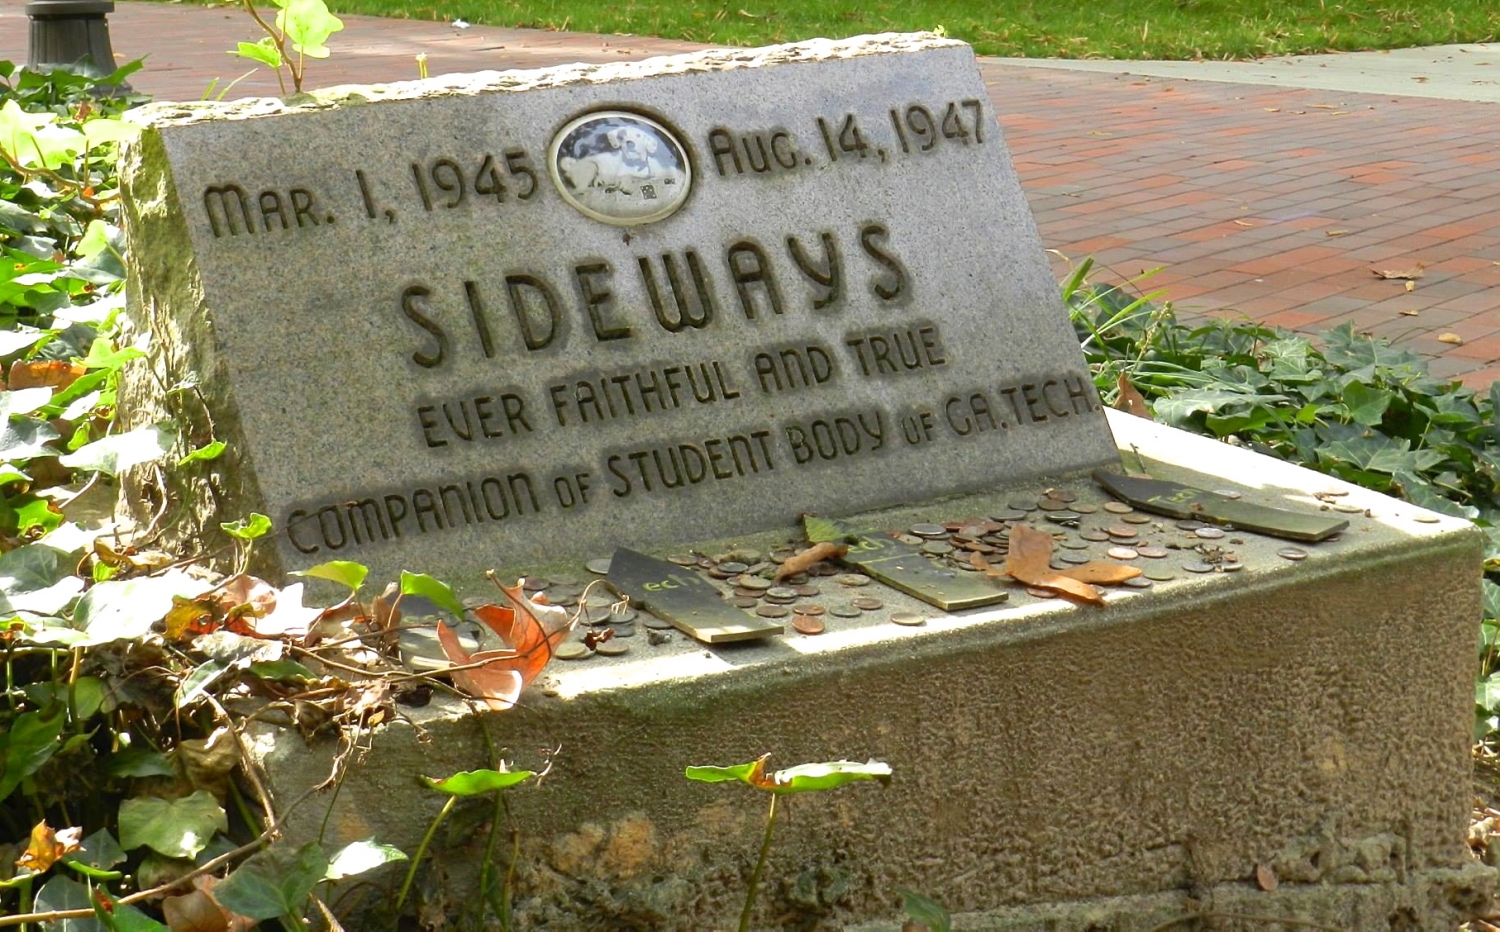 Mar. 1, 1945 Aug. 14, 1947
SIDEWAYS
EVER FAITHFUL AND TRUE
COMPANION OF STUDENT BODY OF GA. TECH.